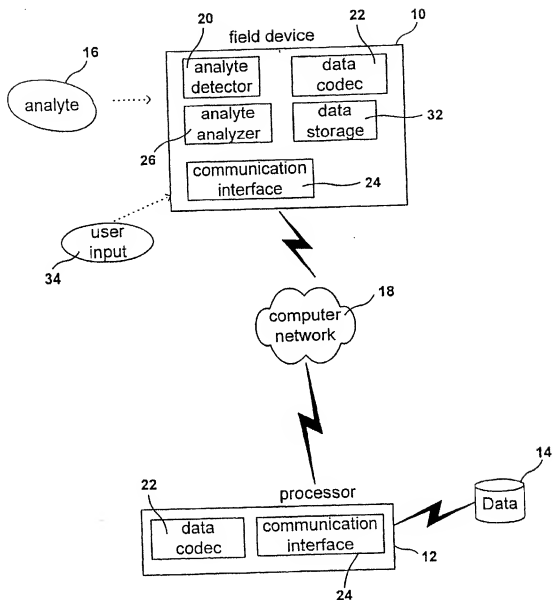 field device
10
16
analyte
20
analyte
detector
22
data
codec
26
analyte
analyzer
data
storage
32
communication
interface
24
user
input
34
computer
network
18
processor
22
data
codec
communication
interface
24
12
14
Data